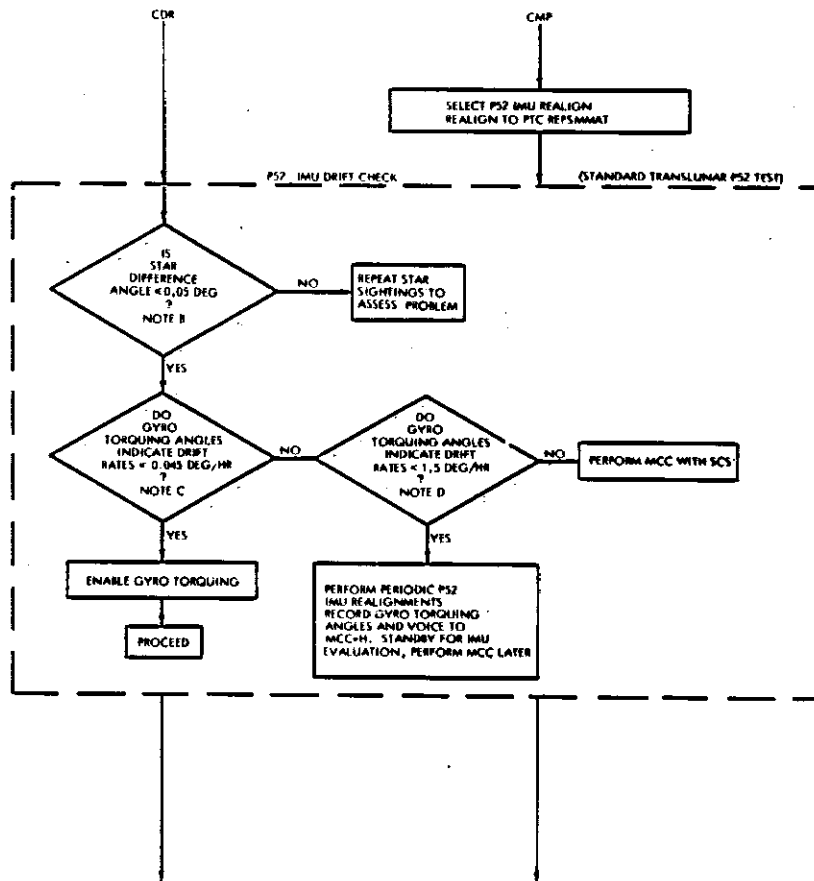 CDR
CMP
SELECT P52 IMU REALIGN
REALIGN TO PTC REFSMMAT
P52 IMU DRIFT CHECK
(STANDARD TRANSLUNAR P52 TEST)
IS
STAR
DIFFERENCE
ANGLE < 0.05 DEG
?
NOTE B
NO
REPEAT STAR
SIGHTINGS TO
ASSESS PROBLEM
YES
DO
GYRO
TORQUING ANGLES
INDICATE DRIFT
RATES < 0.045 DEG/HR
?
NOTE C
NO
DO
GYRO
TORQUING ANGLES
INDICATE DRIFT
RATES < 1.5 DEG/HR
?
NOTE D
NO
PERFORM MCC WITH SCS
YES
ENABLE GYRO TORQUING
PROCEED
YES
PERFORM PERIODIC P52
IMU REALIGNMENTS
RECORD GYRO TORQUING
ANGLES AND VOICE TO
MCC-H. STANDBY FOR IMU
EVALUATION, PERFORM MCC LATER